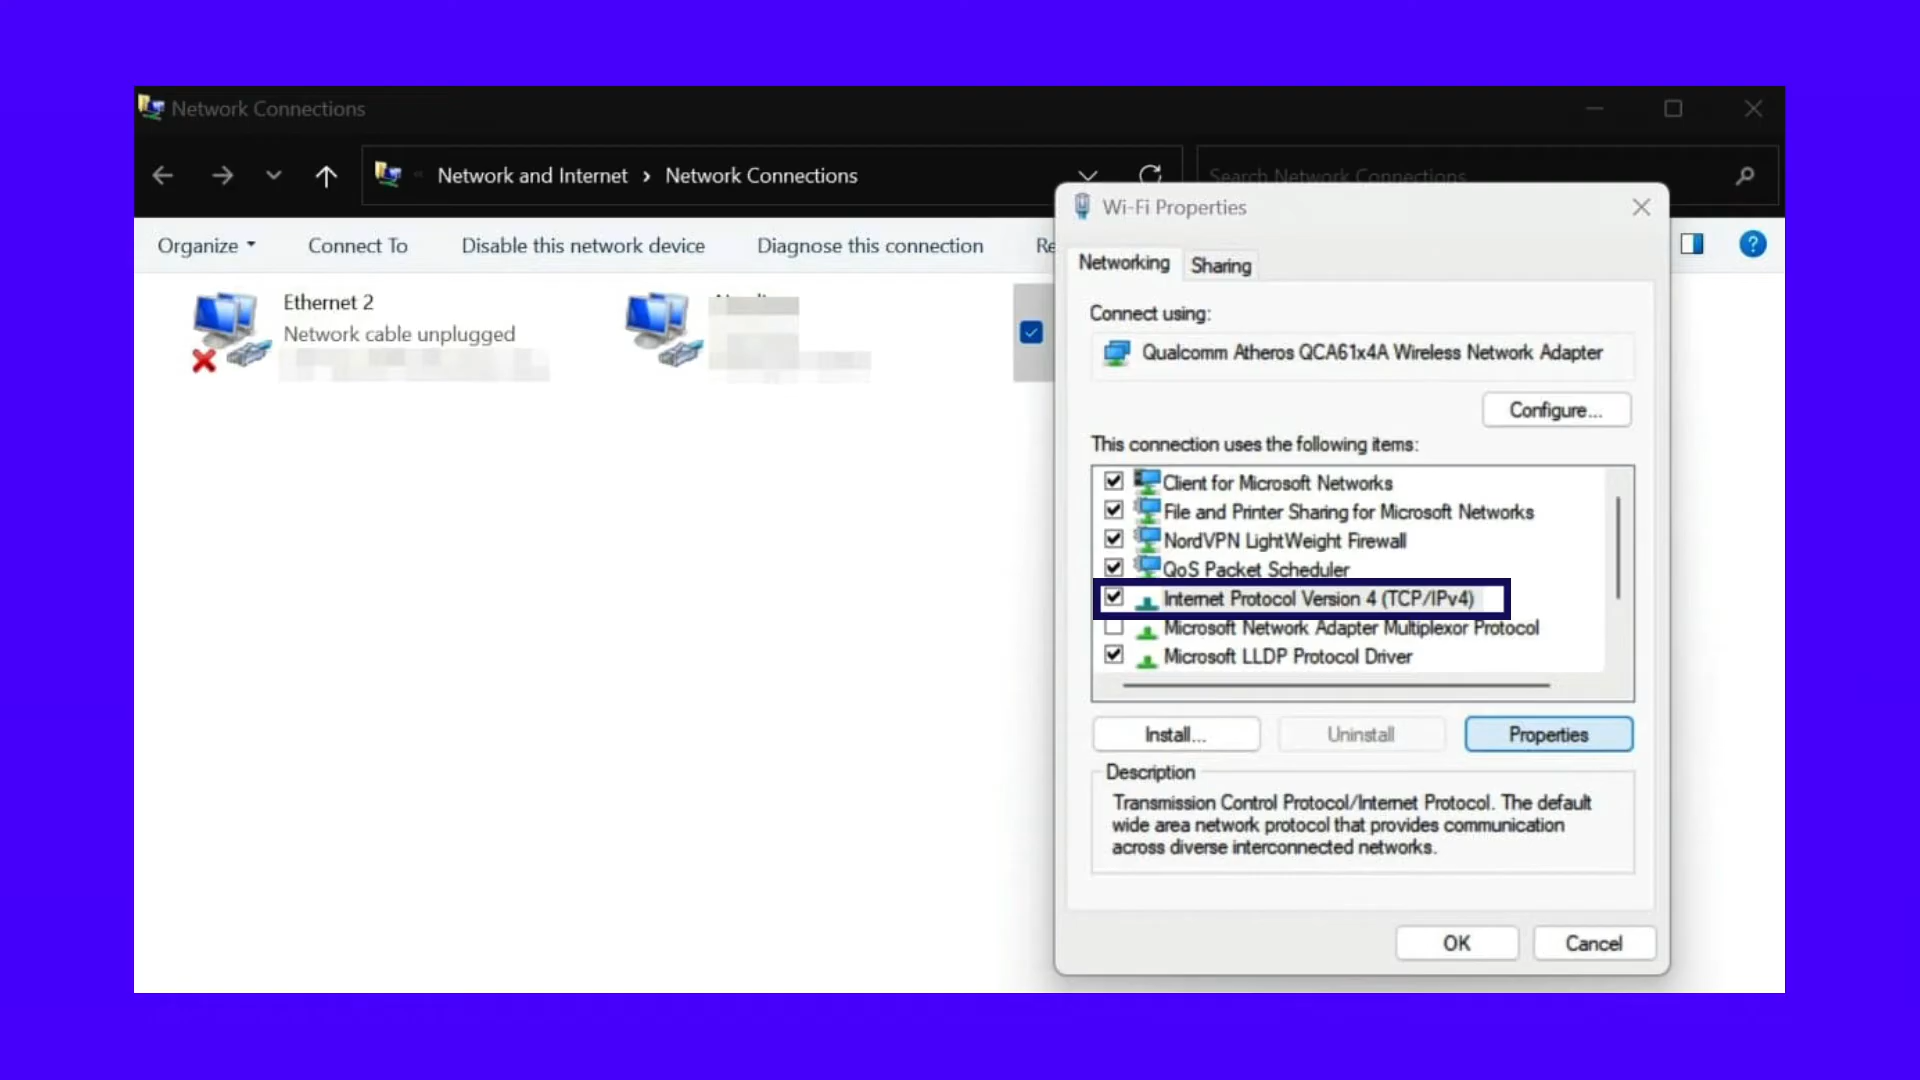 Network Connections
Network and Internet › Network Connections
Search Network Connections
Organize
Connect To
Disable this network device
Diagnose this connection
Re
?
Ethernet 2
Network cable unplugged
Wi-Fi Properties
Networking
Sharing
Connect using:
Qualcomm Atheros QCA61x4A Wireless Network Adapter
Configure...
This connection uses the following items:
Client for Microsoft Networks
File and Printer Sharing for Microsoft Networks
NordVPN LightWeight Firewall
QoS Packet Scheduler
Internet Protocol Version 4 (TCP/IPv4)
Microsoft Network Adapter Multiplexor Protocol
Microsoft LLDP Protocol Driver
Install...
Uninstall
Properties
Description
Transmission Control Protocol/Internet Protocol. The default
wide area network protocol that provides communication
across diverse interconnected networks.
OK
Cancel